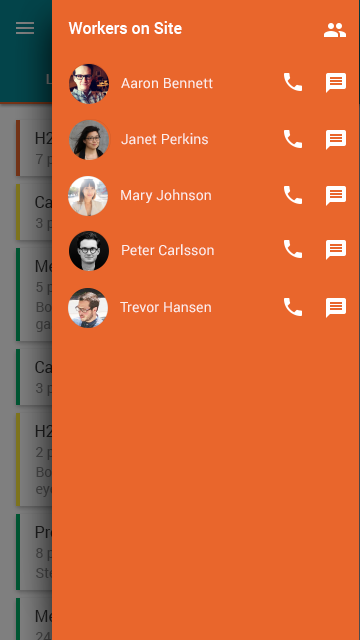 Workers on Site
Aaron Bennett
Janet Perkins
Mary Johnson
Peter Carlsson
Trevor Hansen
L
H2
7 p
Ca
3 p
Me
5 p
Bo
ga
Ca
3 p
H2
2 p
Bo
eye
Pr
8 p
Ste
Me
24